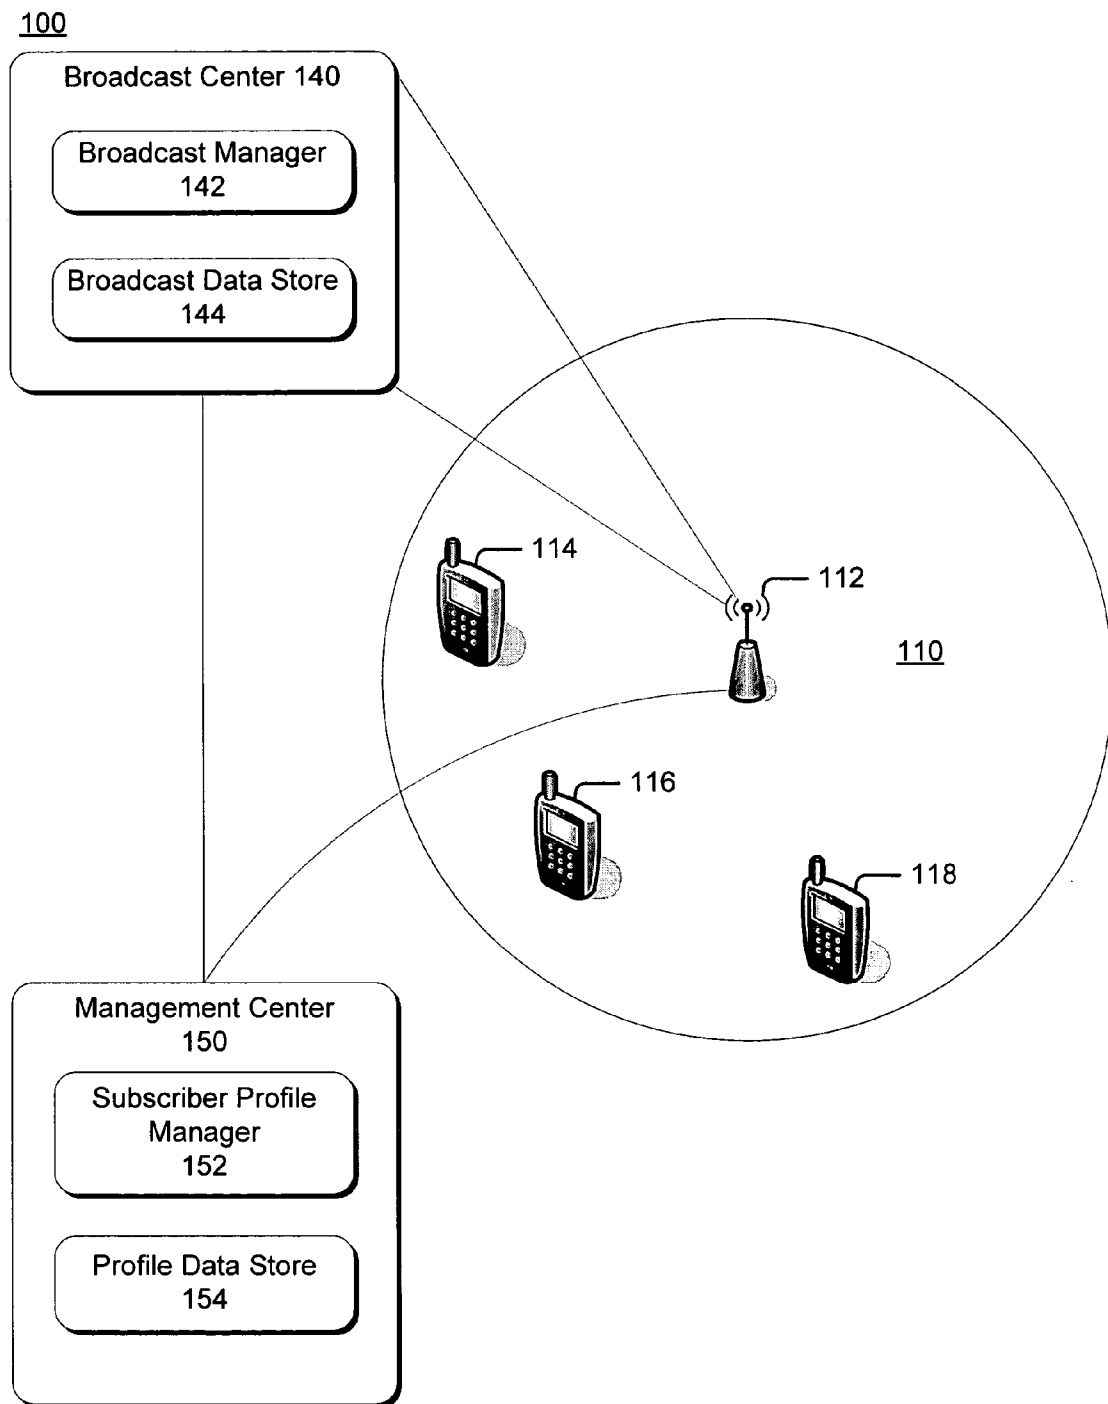 100
Broadcast Center 140
Broadcast Manager
142
Broadcast Data Store
144
114
112
110
116
118
Management Center
150
Subscriber Profile
Manager
152
Profile Data Store
154